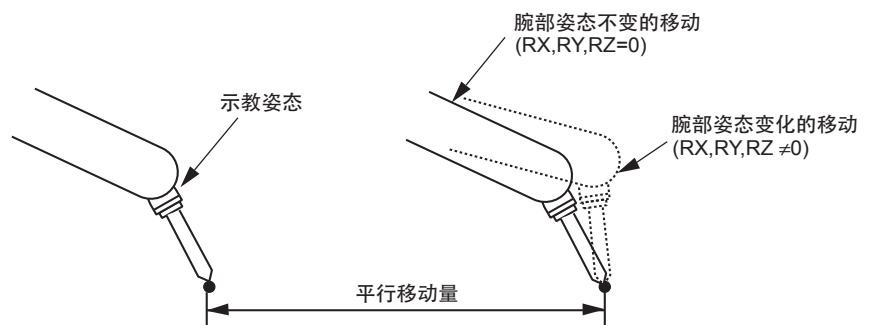 腕部姿态不变的移动
(RX,RY,RZ=0)
示教姿态
腕部姿态变化的移动
(RX,RY,RZ ≠0)
平行移动量